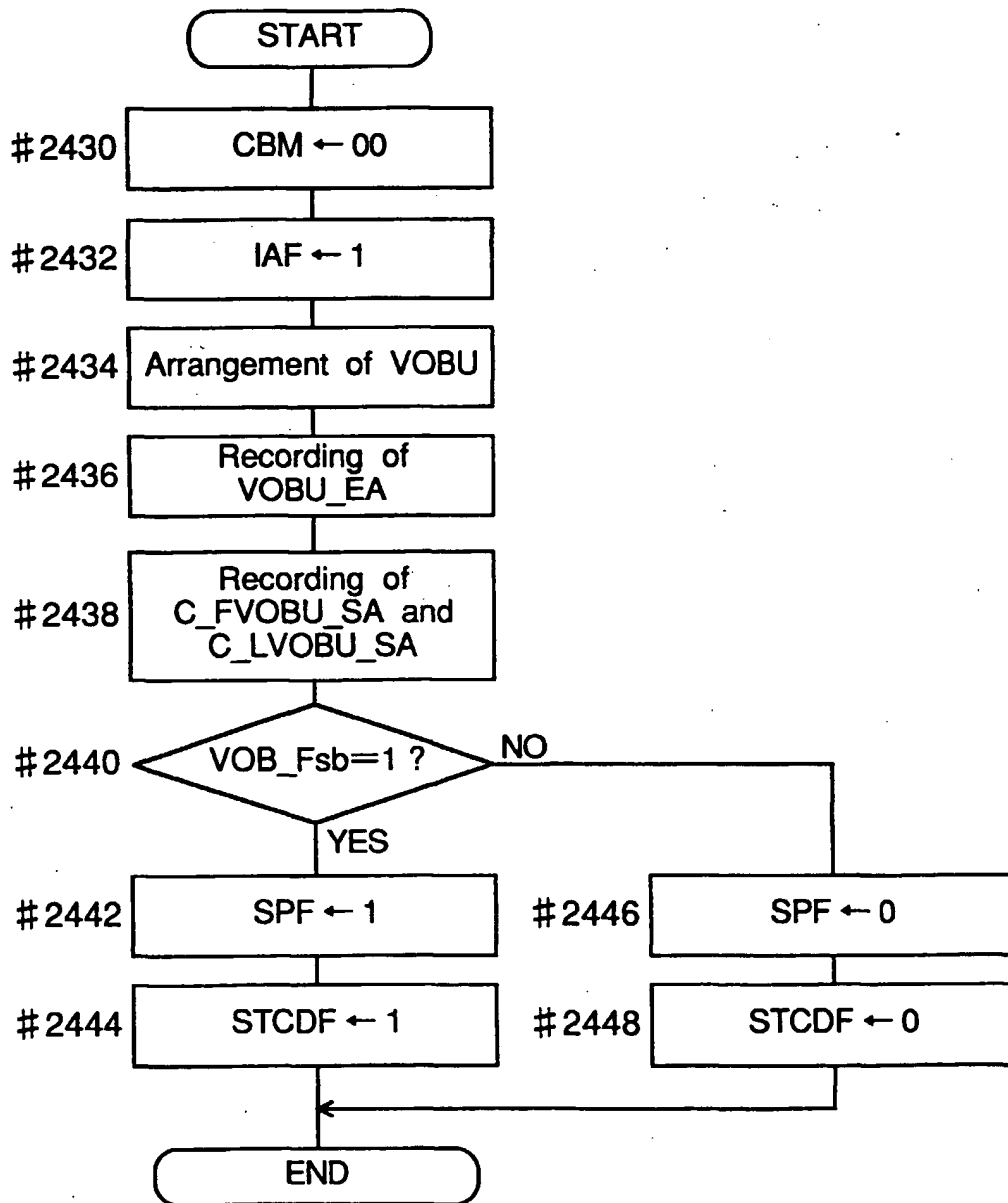 START
#2430
CBM ← 00
#2432
IAF ← 1
#2434
Arrangement of VOBU
#2436
Recording of
VOBU_EA
#2438
Recording of
C_FVOBU_SA and
C_LVOBU_SA
#2440
VOB_Fsb=1 ?
NO
YES
#2442
SPF ← 1
#2446
SPF ← 0
#2444
STCDF ← 1
#2448
STCDF ← 0
END